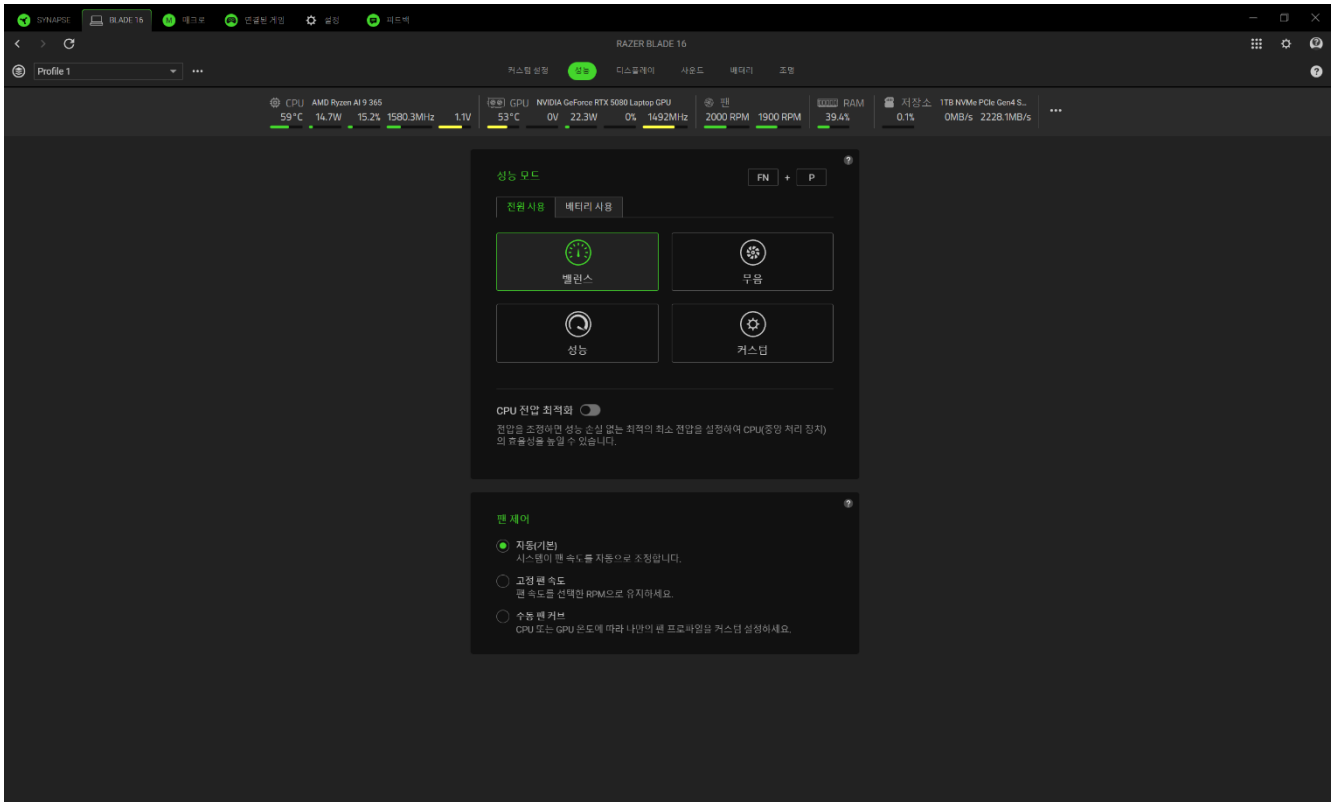 SYNAPSE BLADE 16 매크로 연결된 게임 설정 피드백
RAZER BLADE 16
Profile 1
커스텀 설정 성능 디스플레이 사운드 배터리 조명
CPU AMD Ryzen AI 9 365
59°C 14.7W 15.2% 1580.3MHz 1.1V
GPU NVIDIA GeForce RTX 5080 Laptop GPU
53°C 0V 22.3W 0% 1492MHz
팬
2000 RPM 1900 RPM
RAM
39.4%
저장소 1TB NVMe PCIe Gen4 S...
0.1% 0MB/s 2228.1MB/s
성능 모드
FN + P
전원 사용 배터리 사용
밸런스 무음
성능 커스텀
CPU 전압 최적화
전압을 조정하면 성능 손실 없는 최적의 최소 전압을 설정하여 CPU(중앙 처리 장치)
의 효율성을 높일 수 있습니다.
팬 제어
자동(기본)
시스템이 팬 속도를 자동으로 조정합니다.
고정 팬 속도
팬 속도를 선택한 RPM으로 유지하세요.
수동 팬 커브
CPU 또는 GPU 온도에 따라 나만의 팬 프로파일을 커스텀 설정하세요.